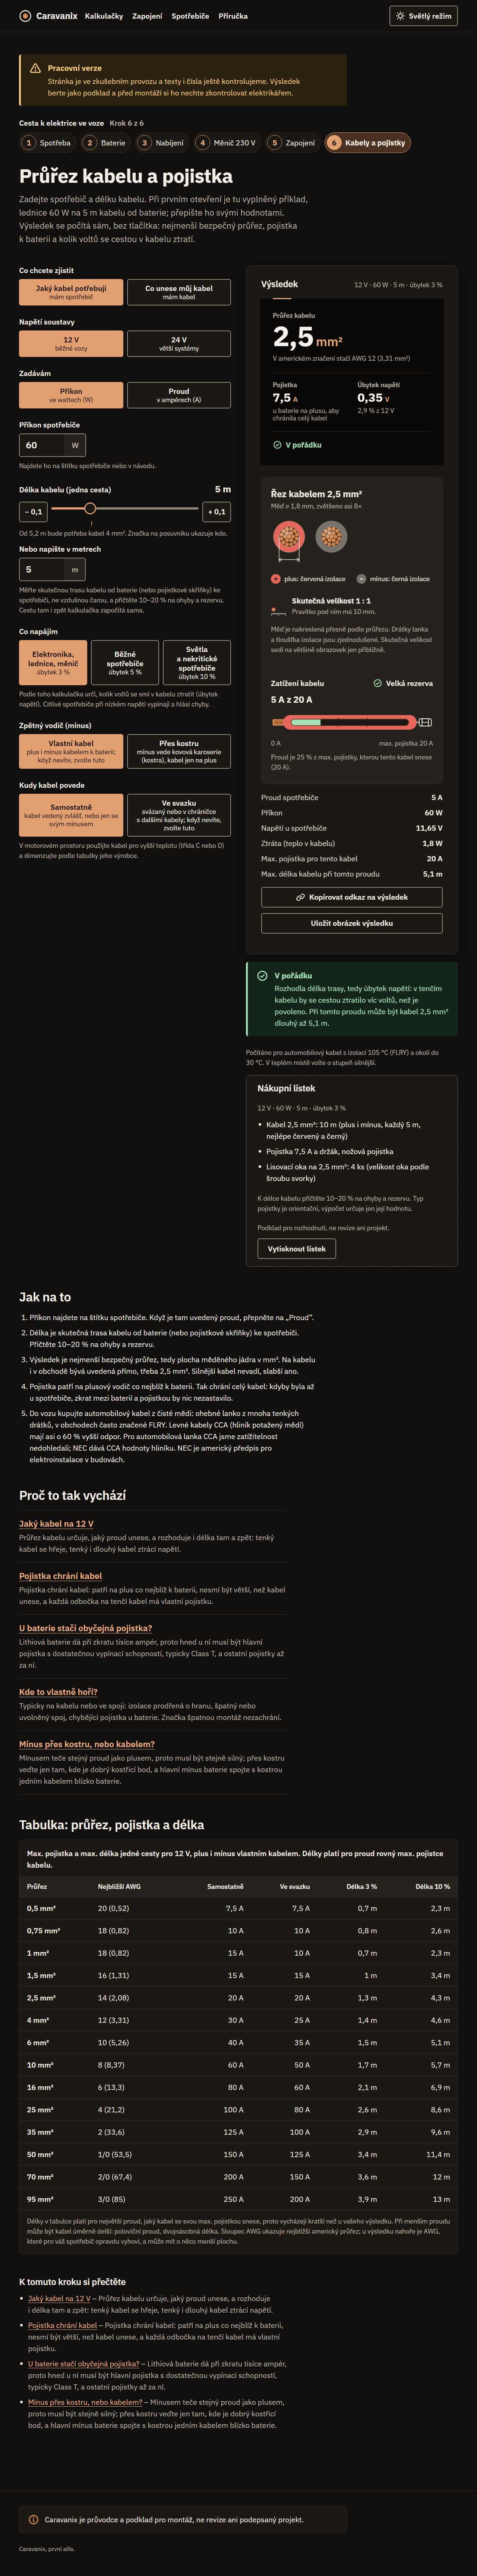 Caravanix Kalkulačky Zapojení Spotřebiče Příručka Světlý režim
Pracovní verze
Stránka je ve zkušebním provozu a texty i čísla ještě kontrolujeme. Výsledek
berte jako podklad a před montáží si ho nechte zkontrolovat elektrikářem.
Cesta k elektrice ve voze Krok 6 z 6
1 Spotřeba 2 Baterie 3 Nabíjení 4 Měnič 230 V 5 Zapojení 6 Kabely a pojistky
Průřez kabelu a pojistka
Zadejte spotřebič a délku kabelu. Při prvním otevření je tu vyplněný příklad,
lednice 60 W na 5 m kabelu od baterie; přepište ho svými hodnotami.
Výsledek se počítá sám, bez tlačítka: nejmenší bezpečný průřez, pojistka
k baterii a kolik voltů se cestou v kabelu ztratí.
Co chcete zjistit
Jaký kabel potřebuji
mám spotřebič
Co unese můj kabel
mám kabel
Napětí soustavy
12 V
běžné vozy
24 V
větší systémy
Zadávám
Příkon
ve wattech (W)
Proud
v ampérech (A)
Příkon spotřebiče
60 W
Najdete ho na štítku spotřebiče nebo v návodu.
Délka kabelu (jedna cesta) 5 m
− 0,1 + 0,1
Od 5,2 m bude potřeba kabel 4 mm². Značka na posuvníku ukazuje kde.
Nebo napište v metrech
5 m
Měřte skutečnou trasu kabelu od baterie (nebo pojistkové skříňky) ke
spotřebiči, ne vzdušnou čarou, a přičtěte 10–20 % na ohyby a rezervu.
Cestu tam i zpět kalkulačka započítá sama.
Co napájím
Elektronika,
lednice, měnič
úbytek 3 %
Běžné
spotřebiče
úbytek 5 %
Světla
a nekritické
spotřebiče
úbytek 10 %
Podle toho kalkulačka určí, kolik voltů se smí v kabelu ztratit (úbytek
napětí). Citlivé spotřebiče při nízkém napětí vypínají a hlásí chyby.
Zpětný vodič (mínus)
Vlastní kabel
plus i mínus kabelem k baterii;
když nevíte, zvolte tuto
Přes kostru
mínus vede kovová karoserie
(kostra), kabel jen na plus
Kudy kabel povede
Samostatně
kabel vedený zvlášť, nebo jen se
svým mínusem
Ve svazku
svázaný nebo v chráničce
s dalšími kabely; když nevíte,
zvolte tuto
V motorovém prostoru použijte kabel pro vyšší teplotu (třída C nebo D)
a dimenzujte podle tabulky jeho výrobce.
Výsledek 12 V · 60 W · 5 m · úbytek 3 %
Průřez kabelu
2,5 mm²
V americkém značení stačí AWG 12 (3,31 mm²)
Pojistka
7,5 A
u baterie na plusu, aby
chránila celý kabel
Úbytek napětí
0,35 V
2,9 % z 12 V
V pořádku
Řez kabelem 2,5 mm²
Měď ⌀ 1,8 mm, zvětšeno asi 8×
plus: červená izolace mínus: černá izolace
Skutečná velikost 1 : 1
Pravítko pod ním má 10 mm.
Měď je nakreslená přesně podle průřezu. Drátky lanka
a tloušťka izolace jsou zjednodušené. Skutečná velikost
sedí na většině obrazovek jen přibližně.
Zatížení kabelu Velká rezerva
5 A z 20 A
0 A max. pojistka 20 A
Proud je 25 % z max. pojistky, kterou tento kabel snese
(20 A).
Proud spotřebiče 5 A
Příkon 60 W
Napětí u spotřebiče 11,65 V
Ztráta (teplo v kabelu) 1,8 W
Max. pojistka pro tento kabel 20 A
Max. délka kabelu při tomto proudu 5,1 m
Kopírovat odkaz na výsledek
Uložit obrázek výsledku
V pořádku
Rozhodla délka trasy, tedy úbytek napětí: v tenčím
kabelu by se cestou ztratilo víc voltů, než je
povoleno. Při tomto proudu může být kabel 2,5 mm²
dlouhý až 5,1 m.
Počítáno pro automobilový kabel s izolací 105 °C (FLRY) a okolí do
30 °C. V teplém místě volte o stupeň silnější.
Nákupní lístek
12 V · 60 W · 5 m · úbytek 3 %
Kabel 2,5 mm²: 10 m (plus i mínus, každý 5 m,
nejlépe červený a černý)
Pojistka 7,5 A a držák, nožová pojistka
Lisovací oka na 2,5 mm²: 4 ks (velikost oka podle
šroubu svorky)
K délce kabelu přičtěte 10–20 % na ohyby a rezervu. Typ
pojistky je orientační, výpočet určuje jen její hodnotu.
Podklad pro rozhodnutí, ne revize ani projekt.
Vytisknout lístek
Jak na to
1. Příkon najdete na štítku spotřebiče. Když je tam uvedený proud, přepněte na „Proud“.
2. Délka je skutečná trasa kabelu od baterie (nebo pojistkové skříňky) ke spotřebiči.
Přičtěte 10–20 % na ohyby a rezervu.
3. Výsledek je nejmenší bezpečný průřez, tedy plocha měděného jádra v mm². Na kabelu
i v obchodě bývá uvedená přímo, třeba 2,5 mm². Silnější kabel nevadí, slabší ano.
4. Pojistka patří na plusový vodič co nejblíž k baterii. Tak chrání celý kabel: kdyby byla až
u spotřebiče, zkrat mezi baterií a pojistkou by nic nezastavilo.
5. Do vozu kupujte automobilový kabel z čisté mědi: ohebné lanko z mnoha tenkých
drátků, v obchodech často značené FLRY. Levné kabely CCA (hliník potažený mědí)
mají asi o 60 % vyšší odpor. Pro automobilová lanka CCA jsme zatížitelnost
nedohledali; NEC dává CCA hodnoty hliníku. NEC je americký předpis pro
elektroinstalace v budovách.
Proč to tak vychází
Jaký kabel na 12 V
Průřez kabelu určuje, jaký proud unese, a rozhoduje i délka tam a zpět: tenký
kabel se hřeje, tenký i dlouhý kabel ztrácí napětí.
Pojistka chrání kabel
Pojistka chrání kabel: patří na plus co nejblíž k baterii, nesmí být větší, než kabel
unese, a každá odbočka na tenčí kabel má vlastní pojistku.
U baterie stačí obyčejná pojistka?
Lithiová baterie dá při zkratu tisíce ampér, proto hned u ní musí být hlavní
pojistka s dostatečnou vypínací schopností, typicky Class T, a ostatní pojistky až
za ní.
Kde to vlastně hoří?
Typicky na kabelu nebo ve spoji: izolace prodřená o hranu, špatný nebo
uvolněný spoj, chybějící pojistka u baterie. Značka špatnou montáž nezachrání.
Mínus přes kostru, nebo kabelem?
Mínusem teče stejný proud jako plusem, proto musí být stejně silný; přes kostru
veďte jen tam, kde je dobrý kostřicí bod, a hlavní mínus baterie spojte s kostrou
jedním kabelem blízko baterie.
Tabulka: průřez, pojistka a délka
Max. pojistka a max. délka jedné cesty pro 12 V, plus i mínus vlastním kabelem. Délky platí pro proud rovný max. pojistce
kabelu.
Průřez Nejbližší AWG Samostatně Ve svazku Délka 3 % Délka 10 %
0,5 mm² 20 (0,52) 7,5 A 7,5 A 0,7 m 2,3 m
0,75 mm² 18 (0,82) 10 A 10 A 0,8 m 2,6 m
1 mm² 18 (0,82) 15 A 10 A 0,7 m 2,3 m
1,5 mm² 16 (1,31) 15 A 15 A 1 m 3,4 m
2,5 mm² 14 (2,08) 20 A 20 A 1,3 m 4,3 m
4 mm² 12 (3,31) 30 A 25 A 1,4 m 4,6 m
6 mm² 10 (5,26) 40 A 35 A 1,5 m 5,1 m
10 mm² 8 (8,37) 60 A 50 A 1,7 m 5,7 m
16 mm² 6 (13,3) 80 A 60 A 2,1 m 6,9 m
25 mm² 4 (21,2) 100 A 80 A 2,6 m 8,6 m
35 mm² 2 (33,6) 125 A 100 A 2,9 m 9,6 m
50 mm² 1/0 (53,5) 150 A 125 A 3,4 m 11,4 m
70 mm² 2/0 (67,4) 200 A 150 A 3,6 m 12 m
95 mm² 3/0 (85) 250 A 200 A 3,9 m 13 m
Délky v tabulce platí pro největší proud, jaký kabel se svou max. pojistkou snese, proto vycházejí kratší než u vašeho výsledku. Při menším proudu
může být kabel úměrně delší: poloviční proud, dvojnásobná délka. Sloupec AWG ukazuje nejbližší americký průřez; u výsledku nahoře je AWG,
které pro váš spotřebič opravdu vyhoví, a může mít o něco menší plochu.
K tomuto kroku si přečtěte
Jaký kabel na 12 V – Průřez kabelu určuje, jaký proud unese, a rozhoduje
i délka tam a zpět: tenký kabel se hřeje, tenký i dlouhý kabel ztrácí napětí.
Pojistka chrání kabel – Pojistka chrání kabel: patří na plus co nejblíž k baterii,
nesmí být větší, než kabel unese, a každá odbočka na tenčí kabel má vlastní
pojistku.
U baterie stačí obyčejná pojistka? – Lithiová baterie dá při zkratu tisíce ampér,
proto hned u ní musí být hlavní pojistka s dostatečnou vypínací schopností,
typicky Class T, a ostatní pojistky až za ní.
Mínus přes kostru, nebo kabelem? – Mínusem teče stejný proud jako plusem,
proto musí být stejně silný; přes kostru veďte jen tam, kde je dobrý kostřicí
bod, a hlavní mínus baterie spojte s kostrou jedním kabelem blízko baterie.
Caravanix je průvodce a podklad pro montáž, ne revize ani podepsaný projekt.
Caravanix, první alfa.